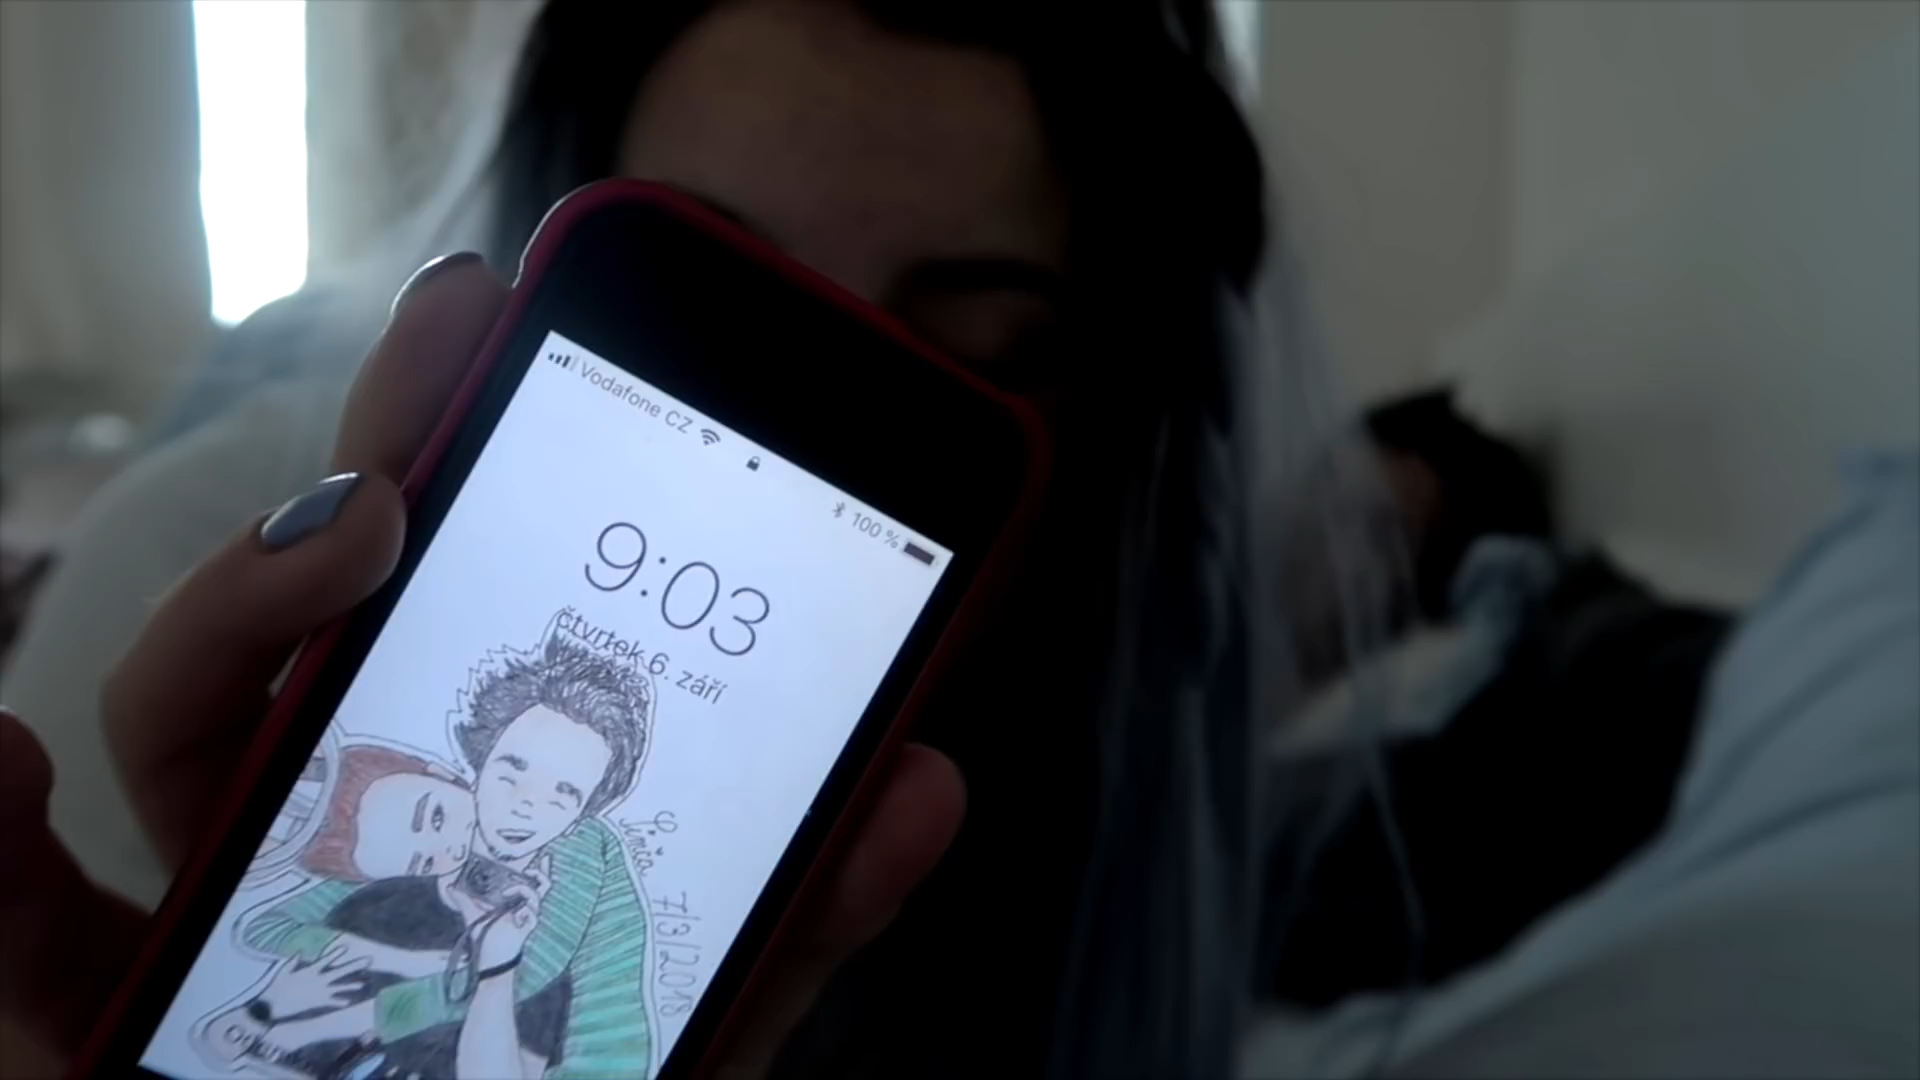 Vodafone CZ
100 %
9:03
čtvrtek 6. září
7/3/2018